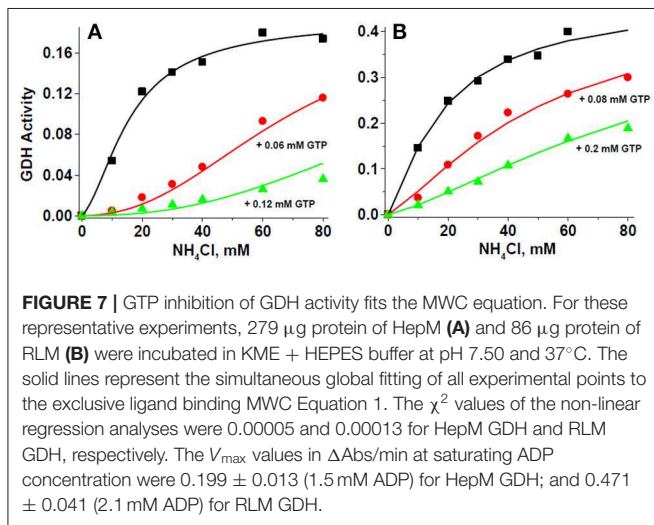 A
B
GDH Activity
0.16
0.12
0.08
0.04
0.00
0.4
0.3
0.2
0.1
0.0
+ 0.06 mM GTP
+ 0.12 mM GTP
+ 0.08 mM GTP
+ 0.2 mM GTP
0 20 40 60 80
0 20 40 60 80
NH₄Cl, mM
NH₄Cl, mM
FIGURE 7 | GTP inhibition of GDH activity fits the MWC equation. For these
representative experiments, 279 μg protein of HepM (A) and 86 μg protein of
RLM (B) were incubated in KME + HEPES buffer at pH 7.50 and 37°C. The
solid lines represent the simultaneous global fitting of all experimental points to
the exclusive ligand binding MWC Equation 1. The χ² values of the non-linear
regression analyses were 0.00005 and 0.00013 for HepM GDH and RLM
GDH, respectively. The Vmax values in ΔAbs/min at saturating ADP
concentration were 0.199 ± 0.013 (1.5 mM ADP) for HepM GDH; and 0.471
± 0.041 (2.1 mM ADP) for RLM GDH.